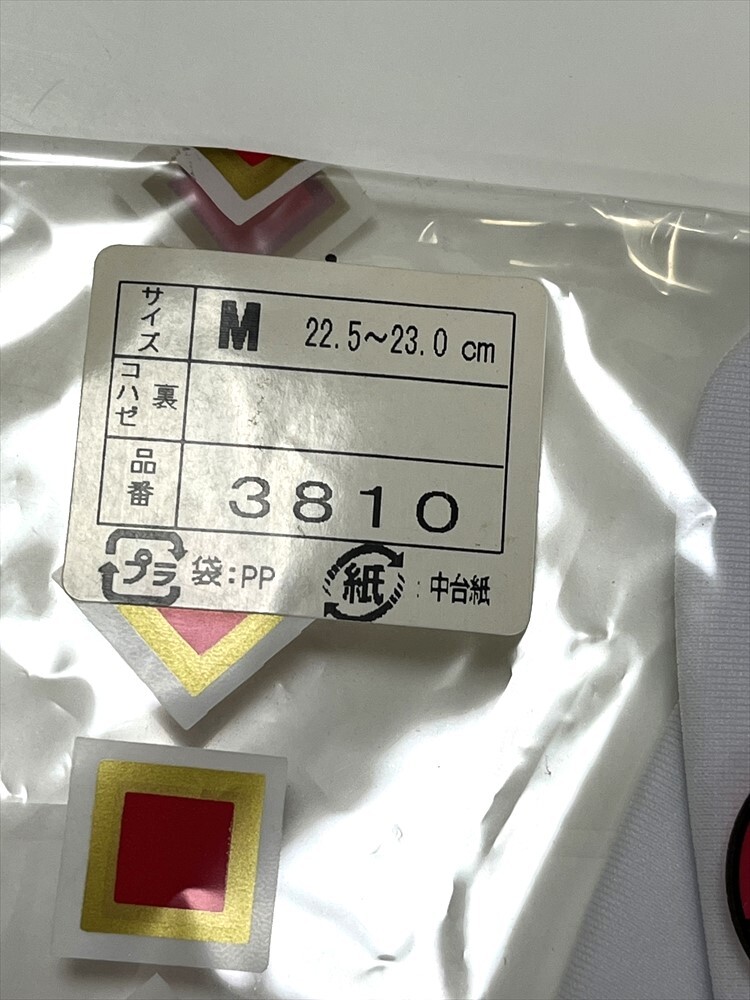 サイズ M 22.5～23.0 cm
コハゼ 裏
品番 3810
プラ 袋:PP 紙 : 中台紙